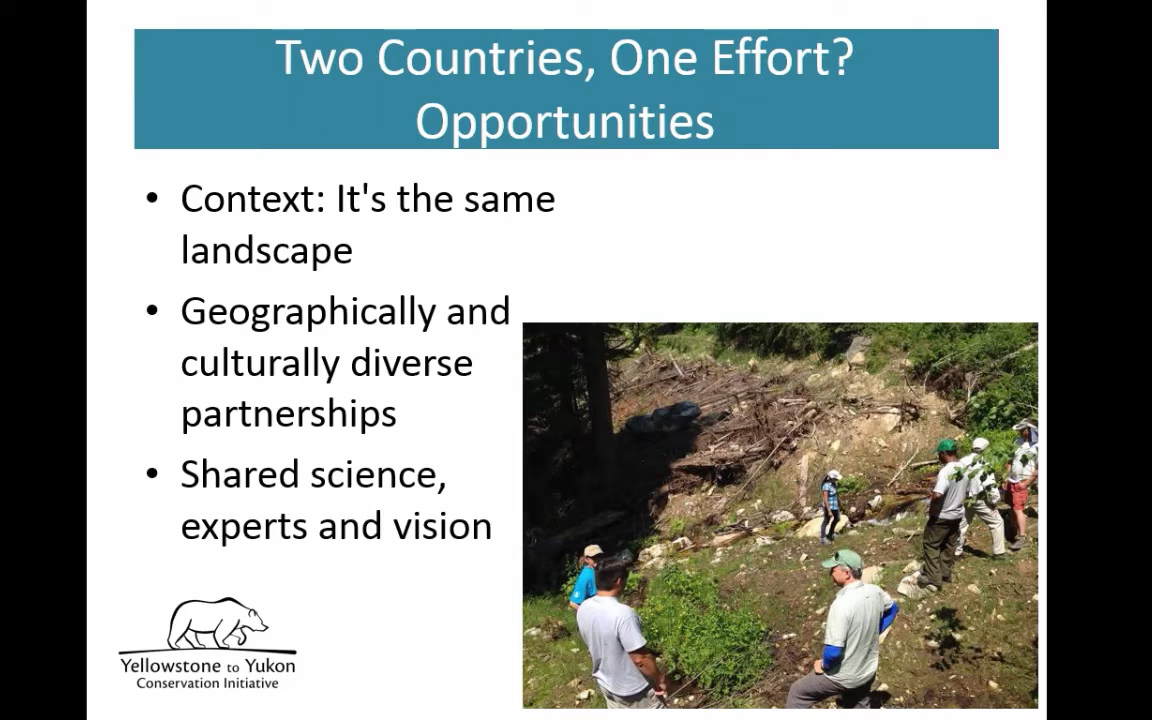 Two Countries, One Effort?
Opportunities
• Context: It's the same
landscape
• Geographically and
culturally diverse
partnerships
• Shared science,
experts and vision
Yellowstone to Yukon
Conservation Initiative